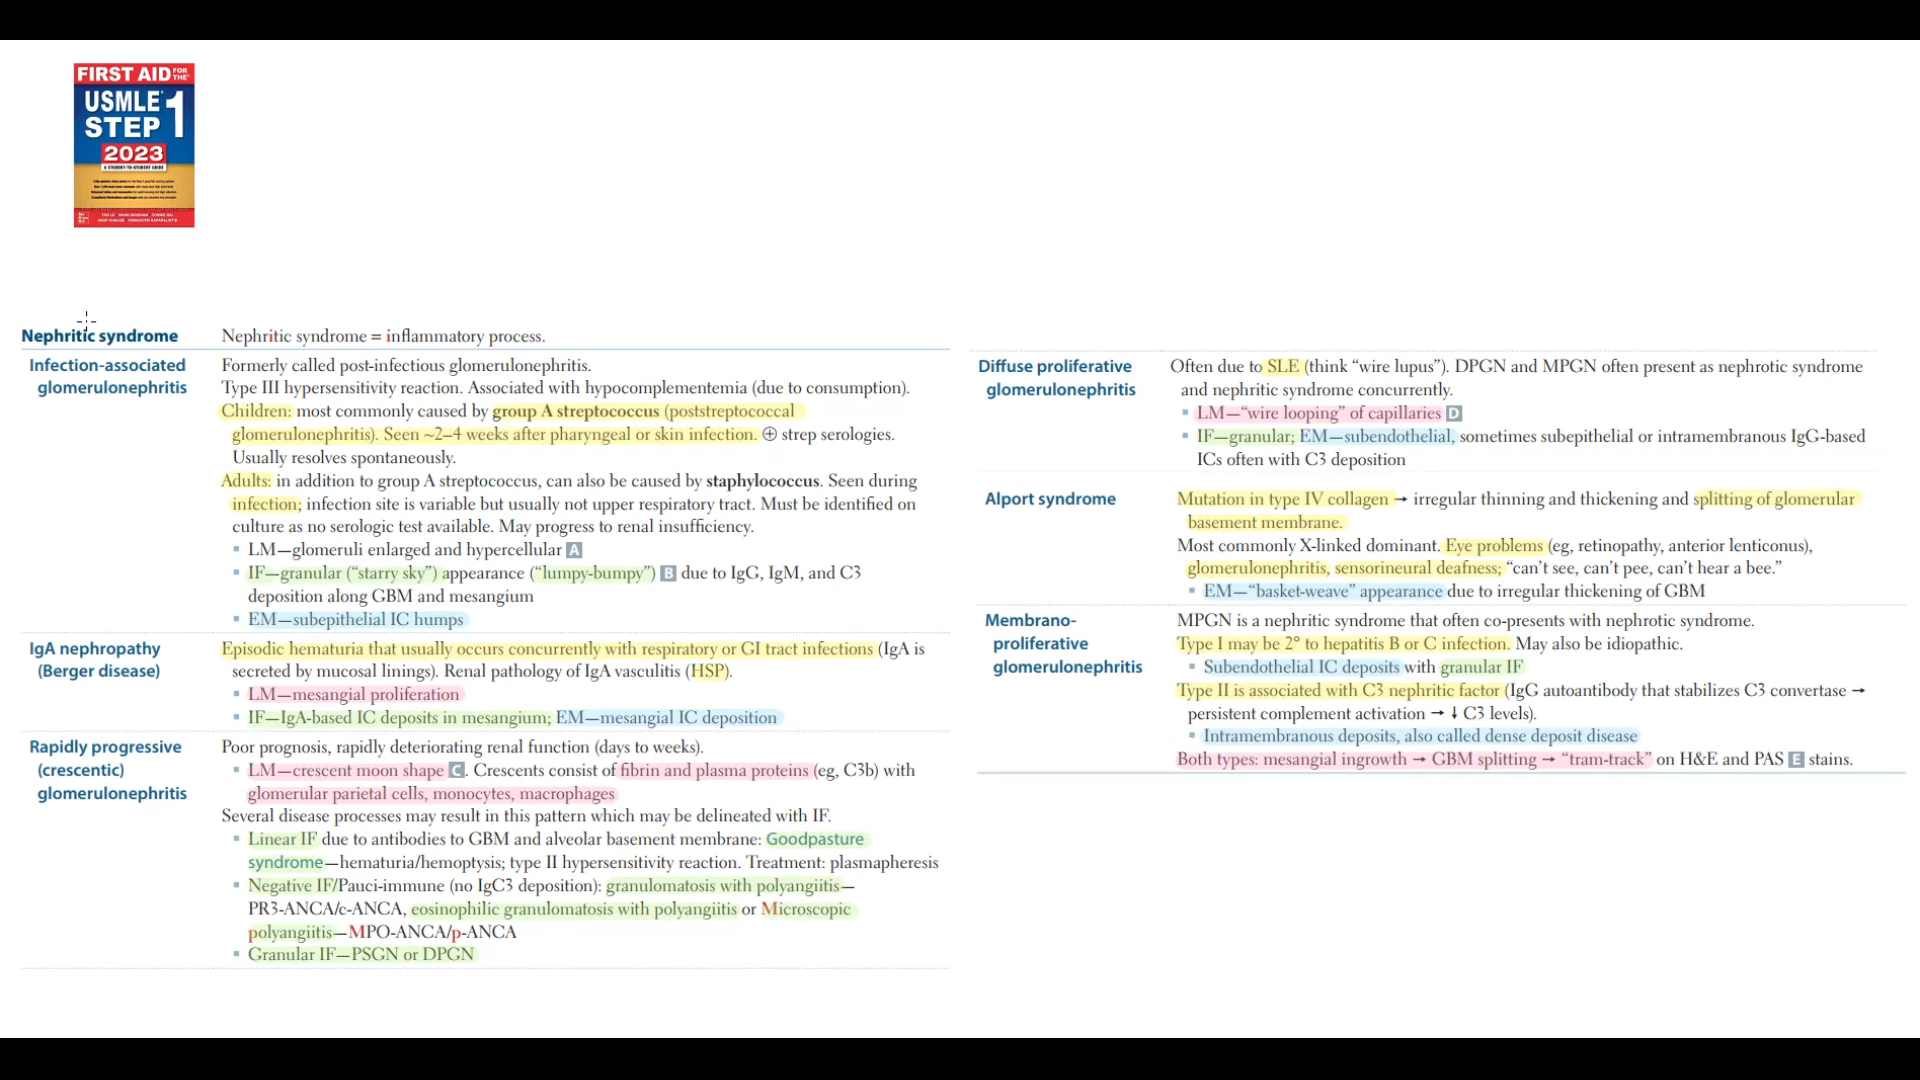 FIRST AID FOR THE
USMLE
STEP 1
2023
A STUDENT-TO-STUDENT GUIDE
Nephritic syndrome
Nephritic syndrome = inflammatory process.
Infection-associated
glomerulonephritis
Formerly called post-infectious glomerulonephritis.
Type III hypersensitivity reaction. Associated with hypocomplementemia (due to consumption).
Children: most commonly caused by group A streptococcus (poststreptococcal
glomerulonephritis). Seen ~2–4 weeks after pharyngeal or skin infection. ⊕ strep serologies.
Usually resolves spontaneously.
Adults: in addition to group A streptococcus, can also be caused by staphylococcus. Seen during
infection; infection site is variable but usually not upper respiratory tract. Must be identified on
culture as no serologic test available. May progress to renal insufficiency.
▪ LM—glomeruli enlarged and hypercellular A
▪ IF—granular (“starry sky”) appearance (“lumpy-bumpy”) B due to IgG, IgM, and C3
deposition along GBM and mesangium
▪ EM—subepithelial IC humps
IgA nephropathy
(Berger disease)
Episodic hematuria that usually occurs concurrently with respiratory or GI tract infections (IgA is
secreted by mucosal linings). Renal pathology of IgA vasculitis (HSP).
▪ LM—mesangial proliferation
▪ IF—IgA-based IC deposits in mesangium; EM—mesangial IC deposition
Rapidly progressive
(crescentic)
glomerulonephritis
Poor prognosis, rapidly deteriorating renal function (days to weeks).
▪ LM—crescent moon shape C. Crescents consist of fibrin and plasma proteins (eg, C3b) with
glomerular parietal cells, monocytes, macrophages
Several disease processes may result in this pattern which may be delineated with IF.
▪ Linear IF due to antibodies to GBM and alveolar basement membrane: Goodpasture
syndrome—hematuria/hemoptysis; type II hypersensitivity reaction. Treatment: plasmapheresis
▪ Negative IF/Pauci-immune (no IgC3 deposition): granulomatosis with polyangiitis—
PR3-ANCA/c-ANCA, eosinophilic granulomatosis with polyangiitis or Microscopic
polyangiitis—MPO-ANCA/p-ANCA
▪ Granular IF—PSGN or DPGN
Diffuse proliferative
glomerulonephritis
Often due to SLE (think “wire lupus”). DPGN and MPGN often present as nephrotic syndrome
and nephritic syndrome concurrently.
▪ LM—“wire looping” of capillaries D
▪ IF—granular; EM—subendothelial, sometimes subepithelial or intramembranous IgG-based
ICs often with C3 deposition
Alport syndrome
Mutation in type IV collagen → irregular thinning and thickening and splitting of glomerular
basement membrane.
Most commonly X-linked dominant. Eye problems (eg, retinopathy, anterior lenticonus),
glomerulonephritis, sensorineural deafness; “can’t see, can’t pee, can’t hear a bee.”
▪ EM—“basket-weave” appearance due to irregular thickening of GBM
Membrano-
proliferative
glomerulonephritis
MPGN is a nephritic syndrome that often co-presents with nephrotic syndrome.
Type I may be 2° to hepatitis B or C infection. May also be idiopathic.
▪ Subendothelial IC deposits with granular IF
Type II is associated with C3 nephritic factor (IgG autoantibody that stabilizes C3 convertase →
persistent complement activation → ↓ C3 levels).
▪ Intramembranous deposits, also called dense deposit disease
Both types: mesangial ingrowth → GBM splitting → “tram-track” on H&E and PAS E stains.